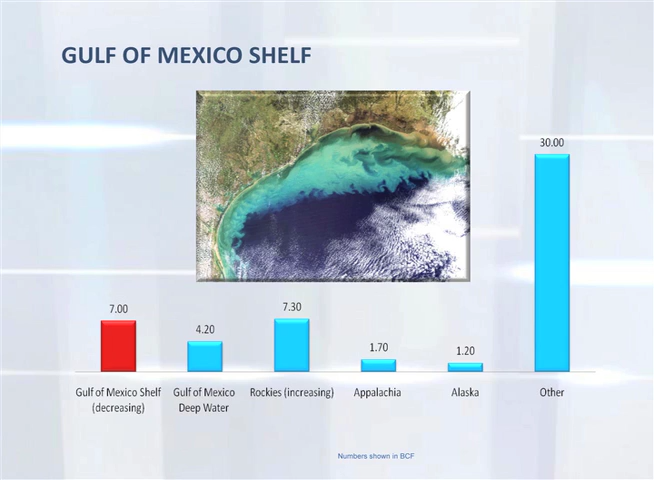 GULF OF MEXICO SHELF
30.00
7.00
4.20
7.30
1.70
1.20
Gulf of Mexico Shelf
(decreasing)
Gulf of Mexico
Deep Water
Rockies (increasing)
Appalachia
Alaska
Other
Numbers shown in BCF